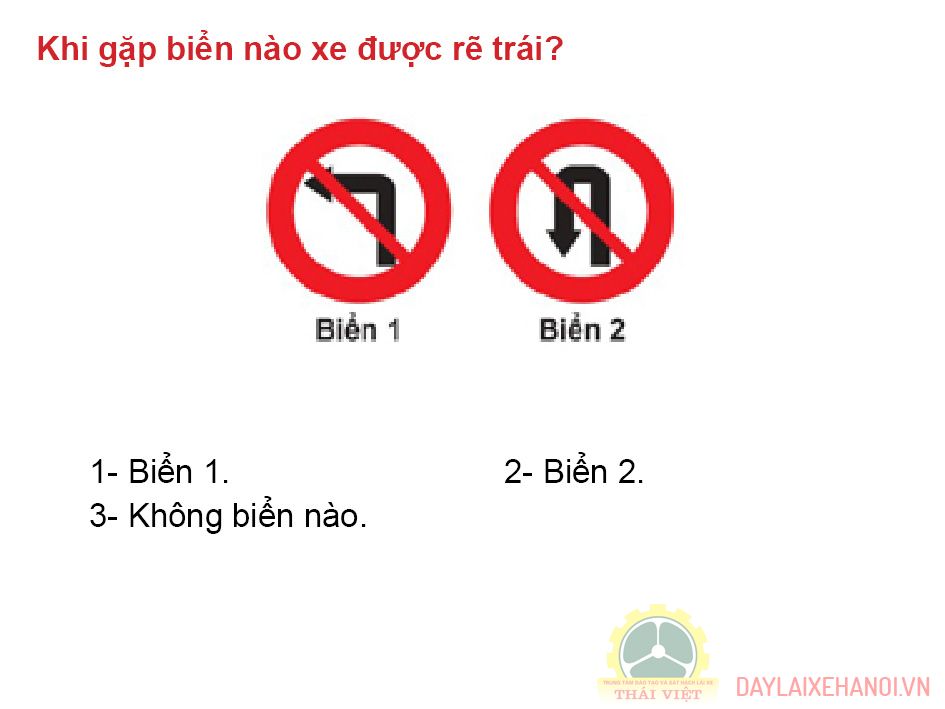 Khi gặp biển nào xe được rẽ trái?
Biển 1
Biển 2
1- Biển 1.
2- Biển 2.
3- Không biển nào.
TRUNG TÂM ĐÀO TẠO VÀ SÁT HẠCH LÁI XE
THÁI VIỆT
DAYLAIXEHANOI.VN